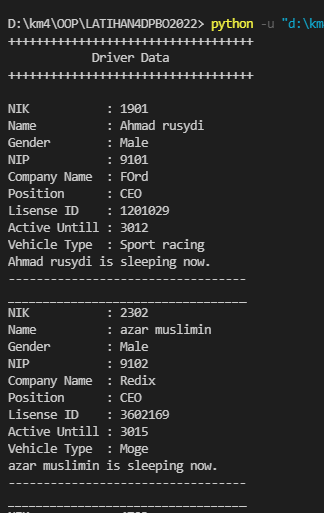 D:\km4\OOP\LATIHAN4DPBO2022> python -u "d:\km
+++++++++++++++++++++++++++++++++++
Driver Data
+++++++++++++++++++++++++++++++++++
NIK : 1901
Name : Ahmad rusydi
Gender : Male
NIP : 9101
Company Name : FOrd
Position : CEO
Lisense ID : 1201029
Active Untill : 3012
Vehicle Type : Sport racing
Ahmad rusydi is sleeping now.
----------------------------------
__________________________________
NIK : 2302
Name : azar muslimin
Gender : Male
NIP : 9102
Company Name : Redix
Position : CEO
Lisense ID : 3602169
Active Untill : 3015
Vehicle Type : Moge
azar muslimin is sleeping now.
----------------------------------
__________________________________